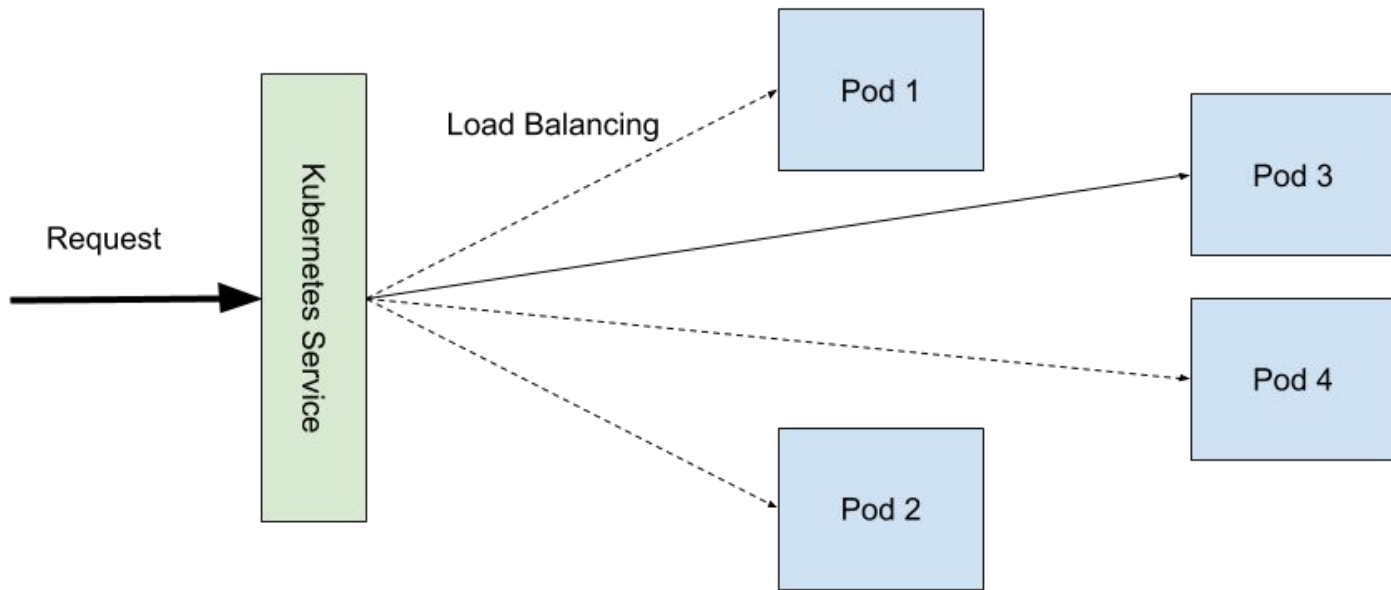 Request
Kubernetes Service
Load Balancing
Pod 1
Pod 3
Pod 4
Pod 2